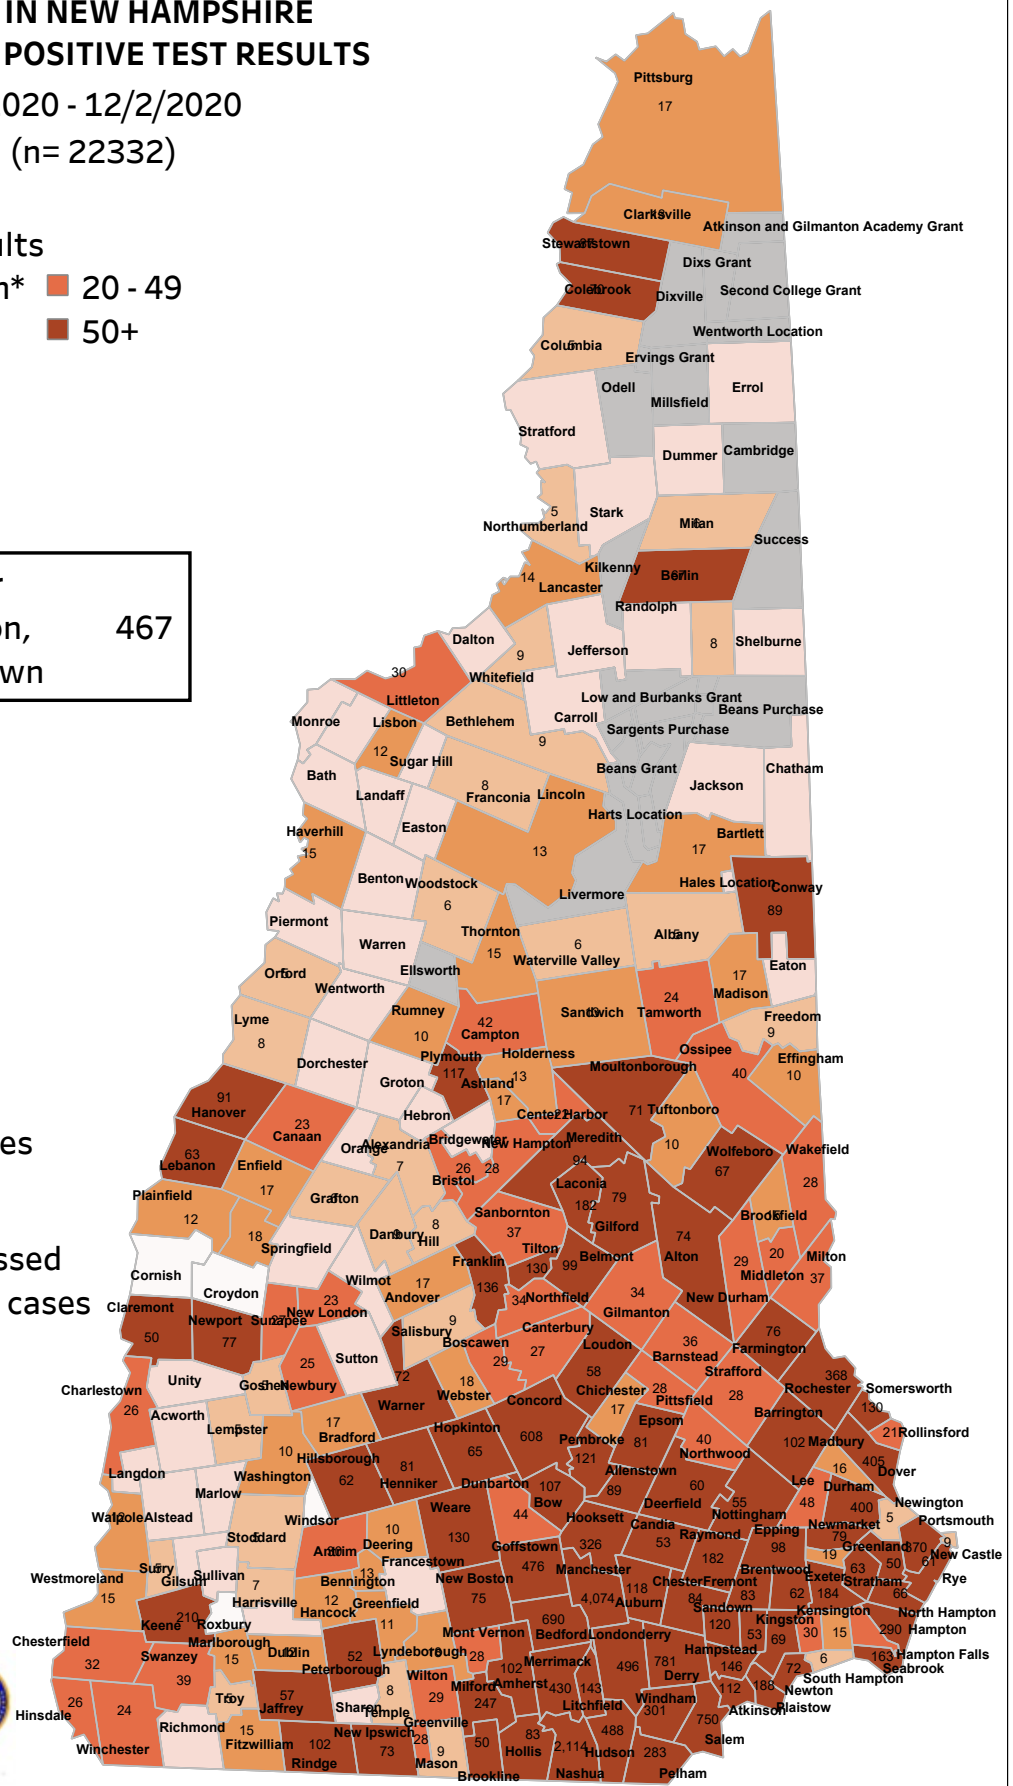 IN NEW HAMPSHIRE
POSITIVE TEST RESULTS
020 - 12/2/2020
(n= 22332)
20 - 49
50+
467
Pittsburg
17
Clarksville
Atkinson and Gilmanton Academy Grant
Stewartstown
Dixs Grant
Colebrook
Dixville
Second College Grant
Wentworth Location
Columbia
Ervings Grant
Odell
Errol
Millsfield
Stratford
Dummer
Cambridge
5
Stark
Northumberland
Milan
Success
14
Kilkenny
Berlin
Lancaster
Randolph
Dalton
9
Jefferson
8
Shelburne
30
Whitefield
Littleton
Low and Burbanks Grant
Beans Purchase
Monroe
Lisbon
Bethlehem
Carroll
Sargents Purchase
12
Sugar Hill
9
Bath
Beans Grant
Chatham
Landaff
8
Franconia
Lincoln
Jackson
Harts Location
Haverhill
Easton
Bartlett
15
13
17
Benton
Woodstock
Hales Location
Conway
6
Livermore
89
Piermont
Warren
Thornton
Albany
15
6
Waterville Valley
Orford
Ellsworth
Eaton
Wentworth
17
Madison
Lyme
Rumney
Sandwich
24
Tamworth
Freedom
8
10
42
Campton
9
Dorchester
Plymouth
Holderness
Ossipee
Effingham
117
Ashland
13
Moultonborough
40
10
Groton
91
Hanover
17
Hebron
Center Harbor
71
Tuftonboro
23
Canaan
Orange
Alexandria
Bridgewater
New Hampton
Meredith
10
Wolfeboro
Wakefield
63
Lebanon
Enfield
7
26
28
94
67
Bristol
Laconia
28
Plainfield
17
Grafton
182
79
12
Sanbornton
Gilford
Brookfield
18
Springfield
Danbury
8
Hill
37
74
Tilton
Belmont
Alton
20
Milton
Cornish
Franklin
130
99
29
Middleton
37
Croydon
Wilmot
17
Andover
136
34
Northfield
34
Gilmanton
New Durham
Claremont
Newport
Sunapee
23
New London
50
77
Salisbury
9
Canterbury
76
Farmington
25
Sutton
Boscawen
27
Loudon
36
Barnstead
29
Strafford
Unity
Goshen
Newbury
72
18
Webster
58
368
Rochester
Somersworth
Charlestown
Warner
Concord
Chichester
28
Pittsfield
28
130
26
Acworth
Lempster
17
Bradford
Hopkinton
608
17
Epsom
Barrington
21
Rollinsford
10
Pembroke
81
40
Northwood
102
Madbury
Hillsborough
65
121
Langdon
Washington
62
81
Henniker
Dunbarton
Allenstown
16
405
Dover
Marlow
107
Bow
89
60
Lee
Durham
Walpole
Alstead
Windsor
Weare
44
Hooksett
Deerfield
55
Nottingham
48
400
Newington
Stoddard
10
Deering
130
Goffstown
Candia
Raymond
Epping
Newmarket
5
Portsmouth
Antrim
Francestown
326
53
98
79
Greenland
370
9
New Castle
Surry
Gilsum
Sullivan
13
476
Manchester
182
19
50
61
Westmoreland
7
Bennington
New Boston
Chester
Fremont
Brentwood
Exeter
63
Stratham
Rye
15
Harrisville
12
Hancock
Greenfield
75
4,074
118
Auburn
84
83
62
184
66
Keene
210
Roxbury
11
690
Sandown
Kingston
Kensington
North Hampton
Marlborough
Mont Vernon
Bedford
Londonderry
120
53
69
30
15
290
Hampton
Chesterfield
Swanzey
Dublin
52
Lyndeborough
28
Merrimack
Hampstead
163
Hampton Falls
32
15
Peterborough
102
496
781
Derry
146
6
Seabrook
39
Wilton
Amherst
72
South Hampton
26
24
Troy
57
Jaffrey
8
29
Milford
430
143
112
188
Newton
Hinsdale
Sharon
Temple
247
Litchfield
Windham
301
Atkinson
Plaistow
Richmond
15
Greenville
750
Winchester
Fitzwilliam
102
New Ipswich
28
83
488
Salem
Rindge
73
9
50
Hollis
2,114
Hudson
283
Mason
Brookline
Nashua
Pelham